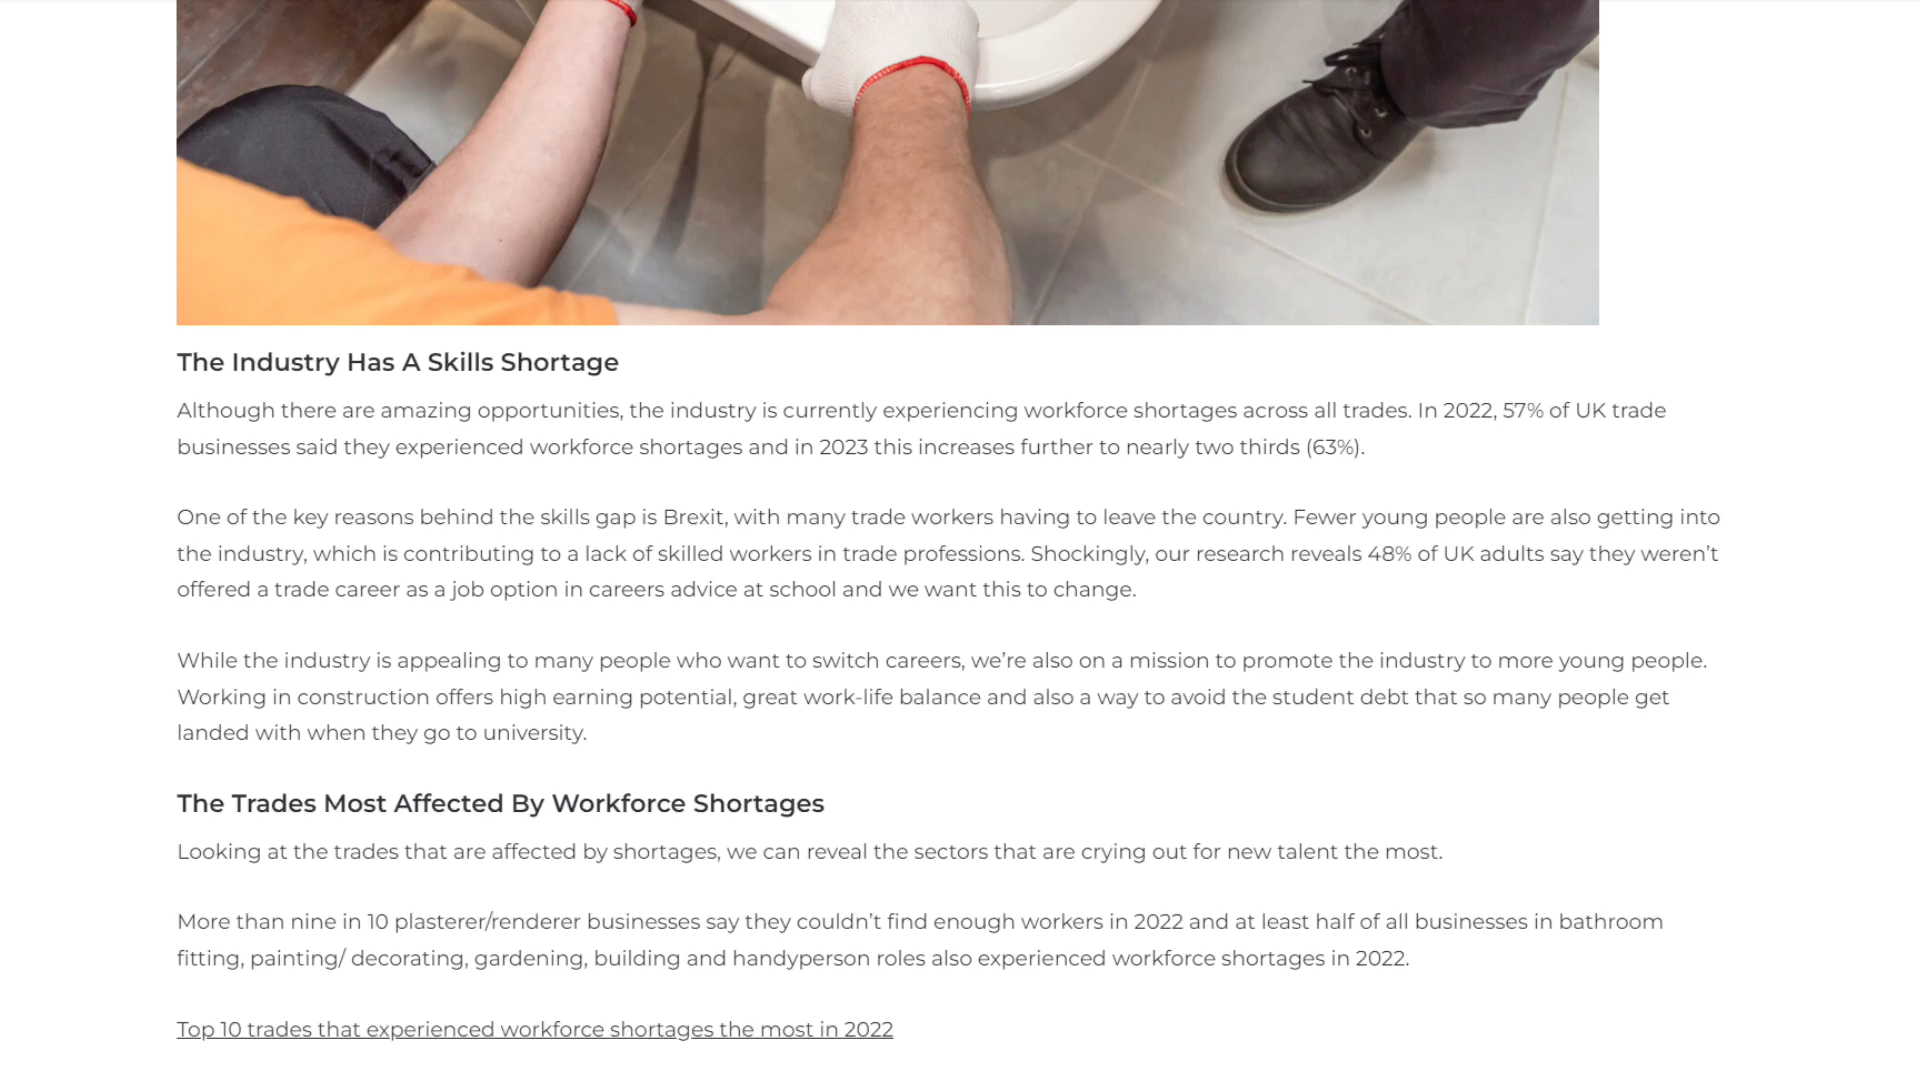 The Industry Has A Skills Shortage
Although there are amazing opportunities, the industry is currently experiencing workforce shortages across all trades. In 2022, 57% of UK trade
businesses said they experienced workforce shortages and in 2023 this increases further to nearly two thirds (63%).
One of the key reasons behind the skills gap is Brexit, with many trade workers having to leave the country. Fewer young people are also getting into
the industry, which is contributing to a lack of skilled workers in trade professions. Shockingly, our research reveals 48% of UK adults say they weren’t
offered a trade career as a job option in careers advice at school and we want this to change.
While the industry is appealing to many people who want to switch careers, we’re also on a mission to promote the industry to more young people.
Working in construction offers high earning potential, great work-life balance and also a way to avoid the student debt that so many people get
landed with when they go to university.
The Trades Most Affected By Workforce Shortages
Looking at the trades that are affected by shortages, we can reveal the sectors that are crying out for new talent the most.
More than nine in 10 plasterer/renderer businesses say they couldn’t find enough workers in 2022 and at least half of all businesses in bathroom
fitting, painting/ decorating, gardening, building and handyperson roles also experienced workforce shortages in 2022.
Top 10 trades that experienced workforce shortages the most in 2022